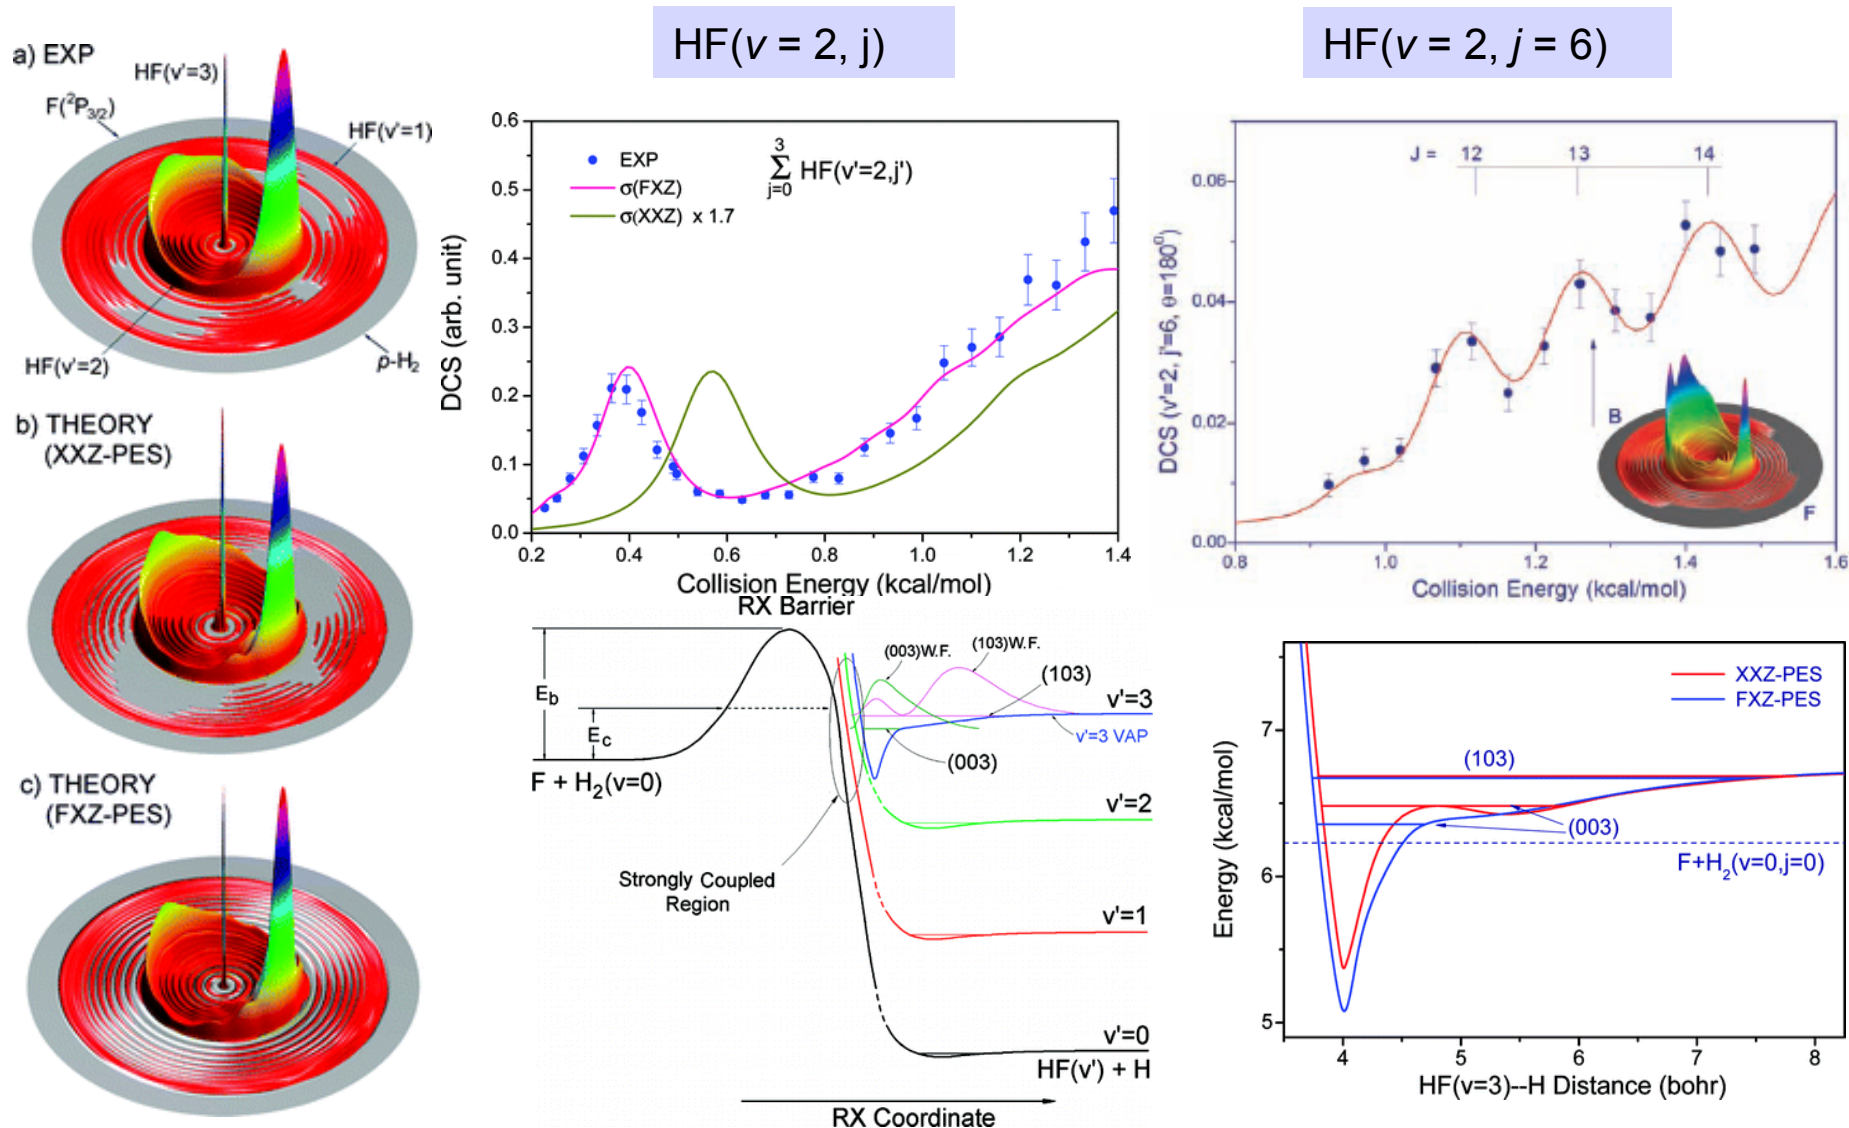 HF(v = 2, j)
HF(v = 2, j = 6)
a) EXP
HF(v'=3)
F(²P₃/₂)
HF(v'=1)
HF(v'=2)
p-H₂
b) THEORY
(XXZ-PES)
c) THEORY
(FXZ-PES)
0.6
0.5
0.4
0.3
0.2
0.1
0.0
DCS (arb. unit)
EXP
σ(FXZ)
σ(XXZ) x 1.7
3
Σ HF(v'=2,j')
j=0
0.2 0.4 0.6 0.8 1.0 1.2 1.4
Collision Energy (kcal/mol)
J = 12 13 14
0.06
0.04
0.02
0.00
DCS (v'=2, j'=6, θ=180⁰)
B
F
0.8 1.0 1.2 1.4 1.6
Collision Energy (kcal/mol)
RX Barrier
E_b
E_c
F + H₂(v=0)
(003)W.F.
(103)W.F.
(103)
v'=3
v'=3 VAP
(003)
v'=2
Strongly Coupled
Region
v'=1
v'=0
HF(v') + H
RX Coordinate
XXZ-PES
FXZ-PES
7
6
5
Energy (kcal/mol)
(103)
(003)
F+H₂(v=0,j=0)
4 5 6 7 8
HF(v=3)--H Distance (bohr)